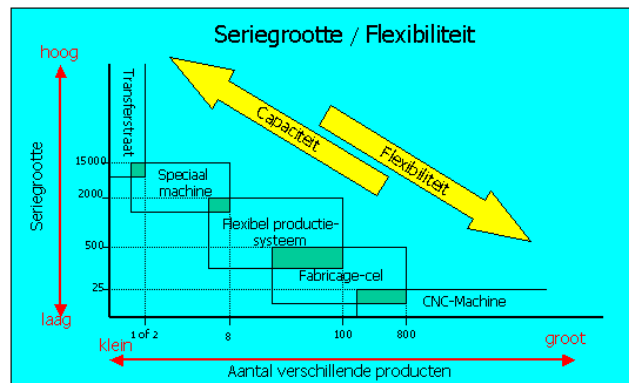 Seriegrootte / Flexibiliteit
hoog
Transferstraat
Capaciteit
Flexibiliteit
Seriegrootte
15000
Speciaal
machine
2000
Flexibel productie-
systeem
500
Fabricage-cel
25
CNC-Machine
laag
1 of 2
8
100
800
klein
groot
Aantal verschillende producten